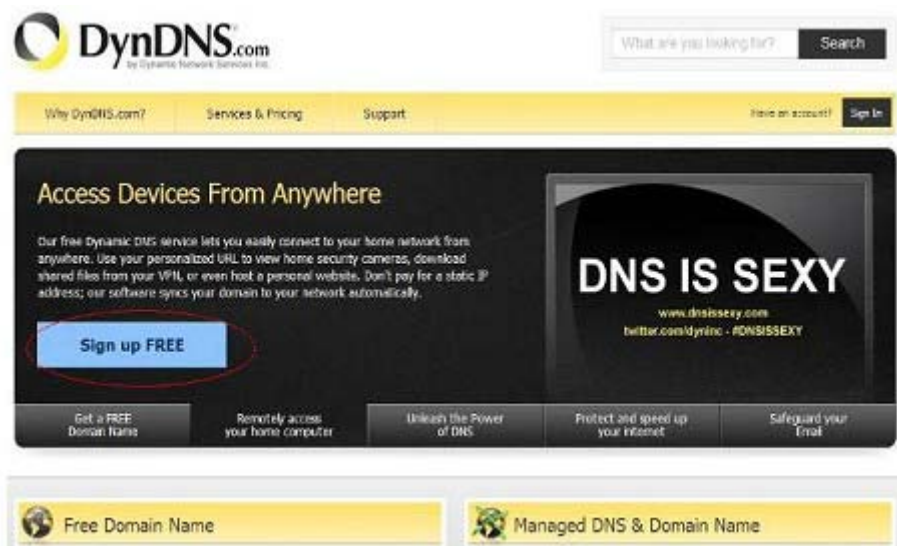 DynDNS.com
by Dynamic Network Services Inc.
What are you looking for?
Search
Why DynDNS.com?
Services & Pricing
Support
Have an account?
Sign In
Access Devices From Anywhere
Our free Dynamic DNS service lets you easily connect to your home network from
anywhere. Use your personalized URL to view home security cameras, download
shared files from your VPN, or even host a personal website. Don't pay for a static IP
address; our software syncs your domain to your network automatically.
Sign up FREE
DNS IS SEXY
www.dnsissexy.com
twitter.com/dyninc - #DNSISSEXY
Get a FREE
Domain Name
Remotely access
your home computer
Unleash the Power
of DNS
Protect and speed up
your internet
Safeguard your
Email
Free Domain Name
Managed DNS & Domain Name